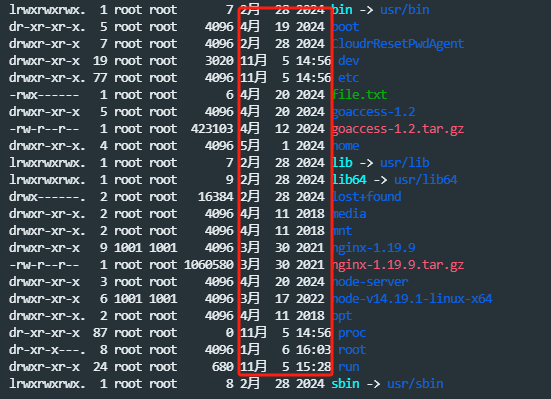 lrwxrwxrwx. 1 root root 7 2月 28 2024 bin -> usr/bin
dr-xr-xr-x. 5 root root 4096 4月 19 2024 boot
drwxr-xr-x 7 root root 4096 2月 28 2024 CloudrResetPwdAgent
drwxr-xr-x 19 root root 3020 11月 5 14:56 dev
drwxr-xr-x. 77 root root 4096 11月 5 14:56 etc
-rwx------ 1 root root 6 4月 20 2024 file.txt
drwxr-xr-x 5 root root 4096 4月 20 2024 goaccess-1.2
-rw-r--r-- 1 root root 423103 4月 12 2024 goaccess-1.2.tar.gz
drwxr-xr-x. 4 root root 4096 5月 1 2024 home
lrwxrwxrwx. 1 root root 7 2月 28 2024 lib -> usr/lib
lrwxrwxrwx. 1 root root 9 2月 28 2024 lib64 -> usr/lib64
drwx------. 2 root root 16384 2月 28 2024 lost+found
drwxr-xr-x. 2 root root 4096 4月 11 2018 media
drwxr-xr-x. 2 root root 4096 4月 11 2018 mnt
drwxr-xr-x 9 1001 1001 4096 3月 30 2021 nginx-1.19.9
-rw-r--r-- 1 root root 1060580 3月 30 2021 nginx-1.19.9.tar.gz
drwxr-xr-x 3 root root 4096 4月 20 2024 node-server
drwxr-xr-x 6 1001 1001 4096 3月 17 2022 node-v14.19.1-linux-x64
drwxr-xr-x. 2 root root 4096 4月 11 2018 opt
dr-xr-xr-x 87 root root 0 11月 5 14:56 proc
dr-xr-x---. 8 root root 4096 1月 6 16:03 root
drwxr-xr-x 24 root root 680 11月 5 15:28 run
lrwxrwxrwx. 1 root root 8 2月 28 2024 sbin -> usr/sbin